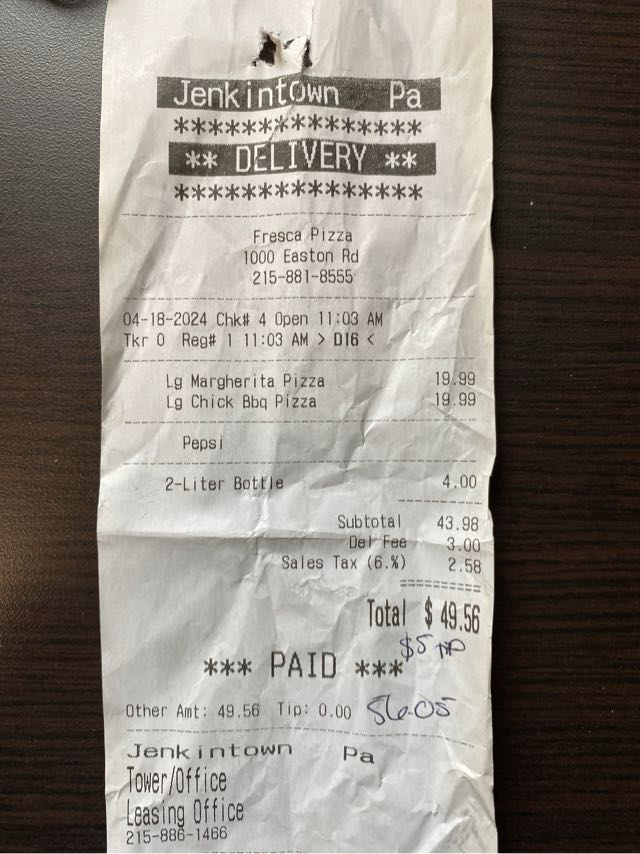 Jenkintown Pa
****************
** DELIVERY **
****************
Fresca Pizza
1000 Easton Rd
215-881-8555
04-18-2024 Chk# 4 Open 11:03 AM
Tkr 0 Reg# 1 11:03 AM > D16 <
Lg Margherita Pizza 19.99
Lg Chick Bbq Pizza 19.99
Pepsi
2-Liter Bottle 4.00
Subtotal 43.98
Del Fee 3.00
Sales Tax (6.%) 2.58
Total $ 49.56
$5
*** PAID ***
Other Amt: 49.56 Tip: 0.00 56.05
Jenkintown Pa
Tower/Office
Leasing Office
215-886-1466